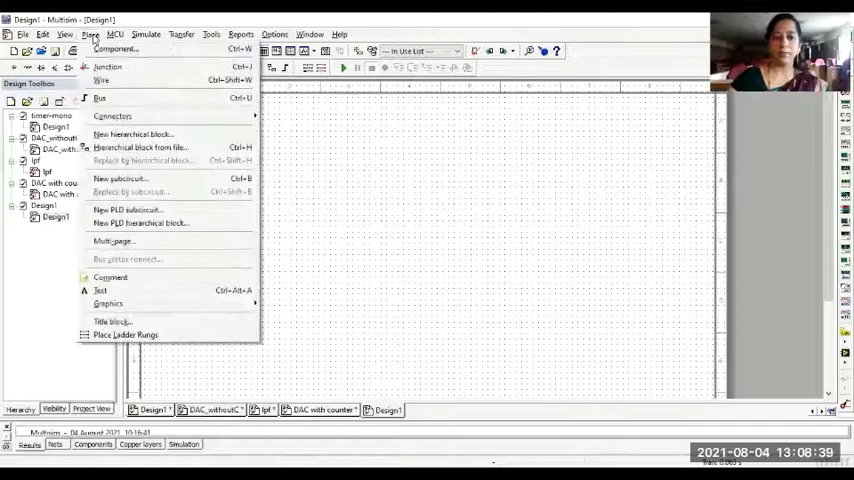 Design1 - Multisim - [Design1]
File Edit View Place MCU Simulate Transfer Tools Reports Options Window Help
--- In Use List ---
Component... Ctrl+W
Junction Ctrl+J
Wire Ctrl+Shift+W
Bus Ctrl+U
Connectors
New hierarchical block...
Hierarchical block from file... Ctrl+H
Replace by hierarchical block... Ctrl+Shift+H
New subcircuit... Ctrl+B
Replace by subcircuit... Ctrl+Shift+B
New PLD subcircuit...
New PLD hierarchical block...
Multi-page...
Bus vector connect...
Comment
Text Ctrl+Alt+A
Graphics
Title block...
Place Ladder Rungs
Design Toolbox
timer-mono
Design1
DAC_without
DAC_with
lpf
lpf
DAC with cou
DAC with
Design1
Design1
Hierarchy Visibility Project View
Design1 * DAC_withoutC * lpf * DAC with counter * Design1
Multisim - 04 August 2021, 10:16:41
Results Nets Components Copper layers Simulation
2021-08-04 13:08:39